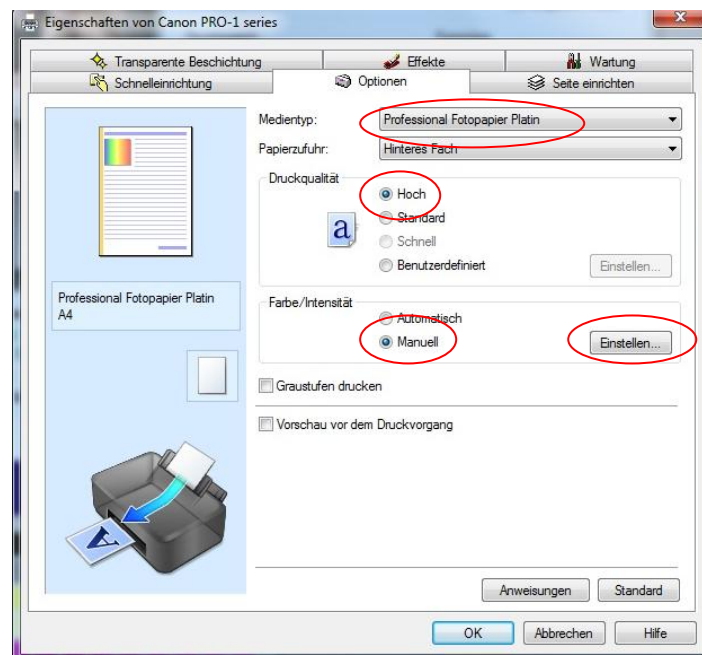 Eigenschaften von Canon PRO-1 series
Transparente Beschichtung
Effekte
Wartung
Schnelleinrichtung
Optionen
Seite einrichten
Medientyp:
Professional Fotopapier Platin
Papierzufuhr:
Hinteres Fach
Druckqualität
Hoch
Standard
Schnell
Benutzerdefiniert
Einstellen...
a
Professional Fotopapier Platin
A4
Farbe/Intensität
Automatisch
Manuell
Einstellen...
Graustufen drucken
Vorschau vor dem Druckvorgang
A
Anweisungen
Standard
OK
Abbrechen
Hilfe